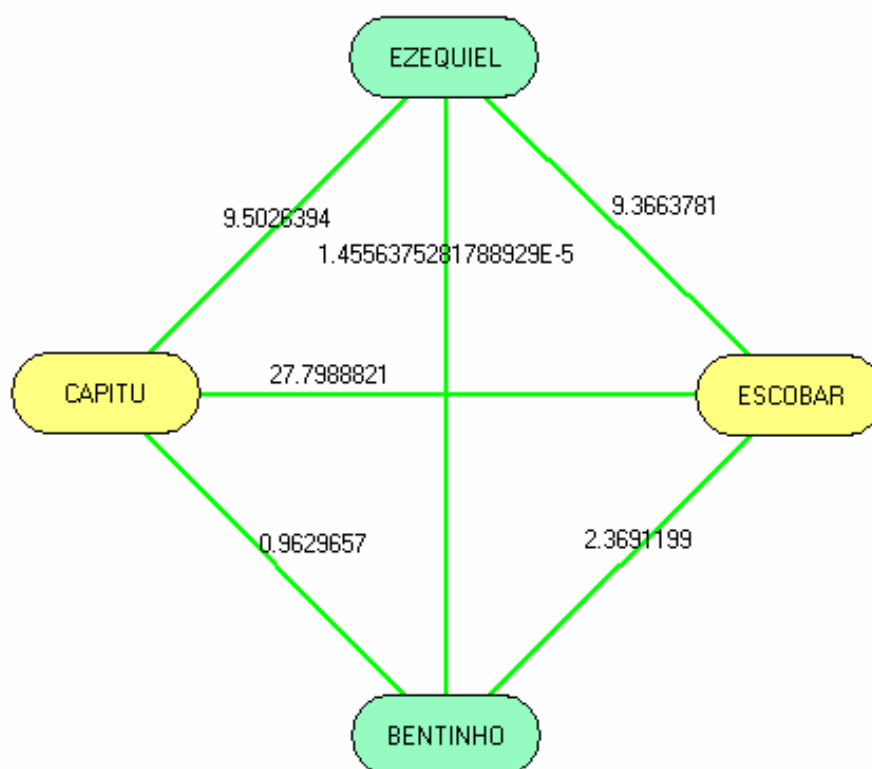 EZEQUIEL
9.5026394
9.3663781
1.4556375281788929E-5
CAPITU
27.7988821
ESCOBAR
0.9629657
2.3691199
BENTINHO